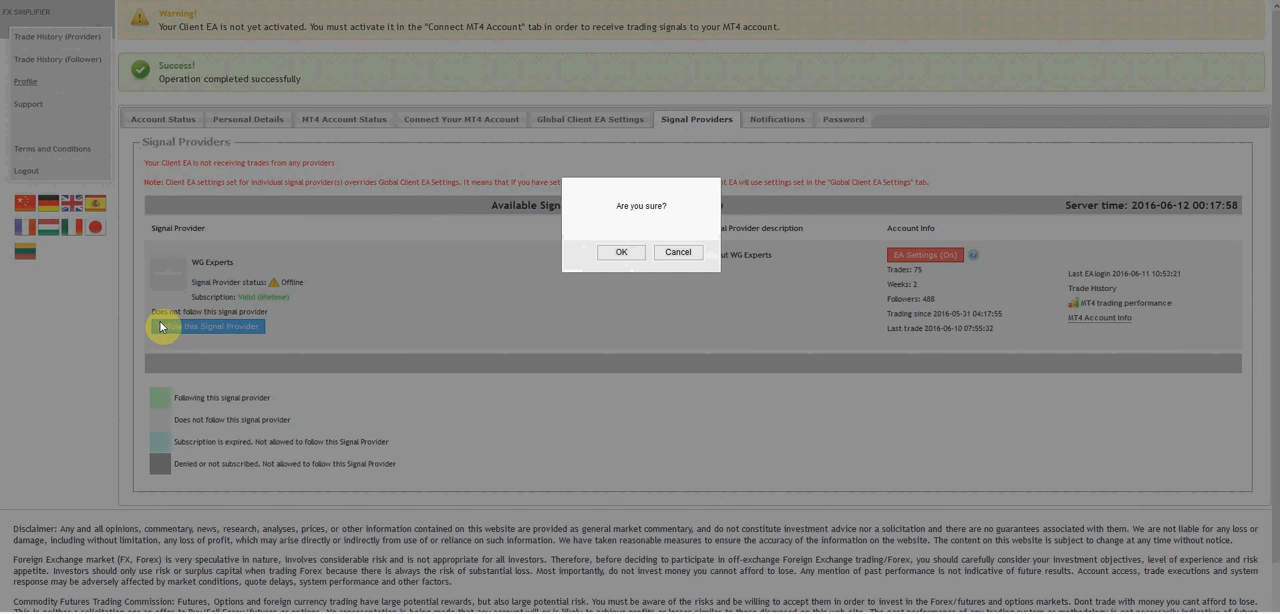 FX SIMPLIFIER
Trade History (Provider)
Trade History (Follower)
Profile
Support
Terms and Conditions
Logout
Warning!
Your Client EA is not yet activated. You must activate it in the "Connect MT4 Account" tab in order to receive trading signals to your MT4 account.
Success!
Operation completed successfully
Account Status
Personal Details
MT4 Account Status
Connect Your MT4 Account
Global Client EA Settings
Signal Providers
Notifications
Password
Signal Providers
Your Client EA is not receiving trades from any providers
Note: Client EA settings set for individual signal provider(s) overrides Global Client EA Settings. It means that if you have set EA will use settings set in the "Global Client EA Settings" tab.
Are you sure?
OK Cancel
Available Sign
Server time: 2016-06-12 00:17:58
Signal Provider
al Provider description
Account Info
WG Experts
Signal Provider status: Offline
Subscription: Valid (lifetime)
Does not follow this signal provider
this Signal Provider
ut WG Experts
EA Settings (On)
Trades: 75
Weeks: 2
Followers: 488
Trading since 2016-05-31 04:17:55
Last trade 2016-06-10 07:55:32
Last EA login 2016-06-11 10:53:21
Trade History
MT4 trading performance
MT4 Account Info
Following this signal provider
Does not follow this signal provider
Subscription is expired. Not allowed to follow this Signal Provider
Denied or not subscribed. Not allowed to follow this Signal Provider
Disclaimer: Any and all opinions, commentary, news, research, analyses, prices, or other information contained on this website are provided as general market commentary, and do not constitute investment advice nor a solicitation and there are no guarantees associated with them. We are not liable for any loss or
damage, including without limitation, any loss of profit, which may arise directly or indirectly from use of or reliance on such information. We have taken reasonable measures to ensure the accuracy of the information on the website. The content on this website is subject to change at any time without notice.
Foreign Exchange market (FX, Forex) is very speculative in nature, involves considerable risk and is not appropriate for all investors. Therefore, before deciding to participate in off-exchange Foreign Exchange trading/Forex, you should carefully consider your investment objectives, level of experience and risk
appetite. Investors should only use risk or surplus capital when trading Forex because there is always the risk of substantial loss. Most importantly, do not invest money you cannot afford to lose. Any mention of past performance is not indicative of future results. Account access, trade executions and system
response may be adversely affected by market conditions, quote delays, system performance and other factors.
Commodity Futures Trading Commission: Futures, Options and foreign currency trading have large potential rewards, but also large potential risk. You must be aware of the risks and be willing to accept them in order to invest in the Forex/futures and options markets. Dont trade with money you cant afford to lose.